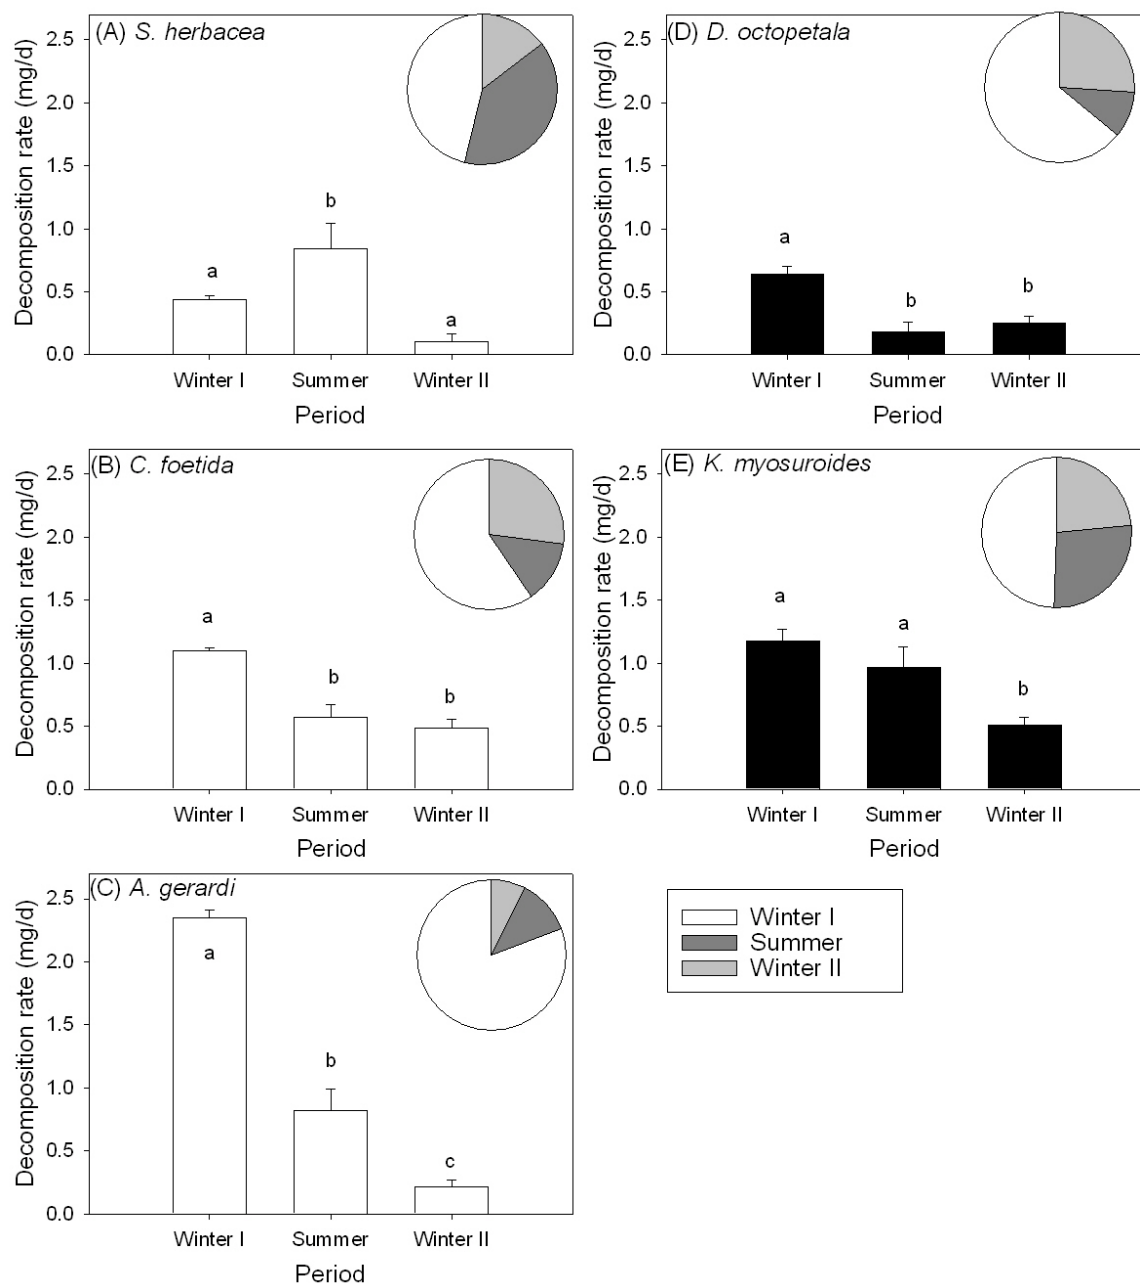 (A) S. herbacea
Decomposition rate (mg/d)
2.5
2.0
1.5
1.0
0.5
0.0
a
b
a
Winter I
Summer
Winter II
Period
(D) D. octopetala
Decomposition rate (mg/d)
2.5
2.0
1.5
1.0
0.5
0.0
a
b
b
Winter I
Summer
Winter II
Period
(B) C. foetida
Decomposition rate (mg/d)
2.5
2.0
1.5
1.0
0.5
0.0
a
b
b
Winter I
Summer
Winter II
Period
(E) K. myosuroides
Decomposition rate (mg/d)
2.5
2.0
1.5
1.0
0.5
0.0
a
a
b
Winter I
Summer
Winter II
Period
(C) A. gerardi
Decomposition rate (mg/d)
2.5
2.0
1.5
1.0
0.5
0.0
a
b
c
Winter I
Summer
Winter II
Period
Winter I
Summer
Winter II